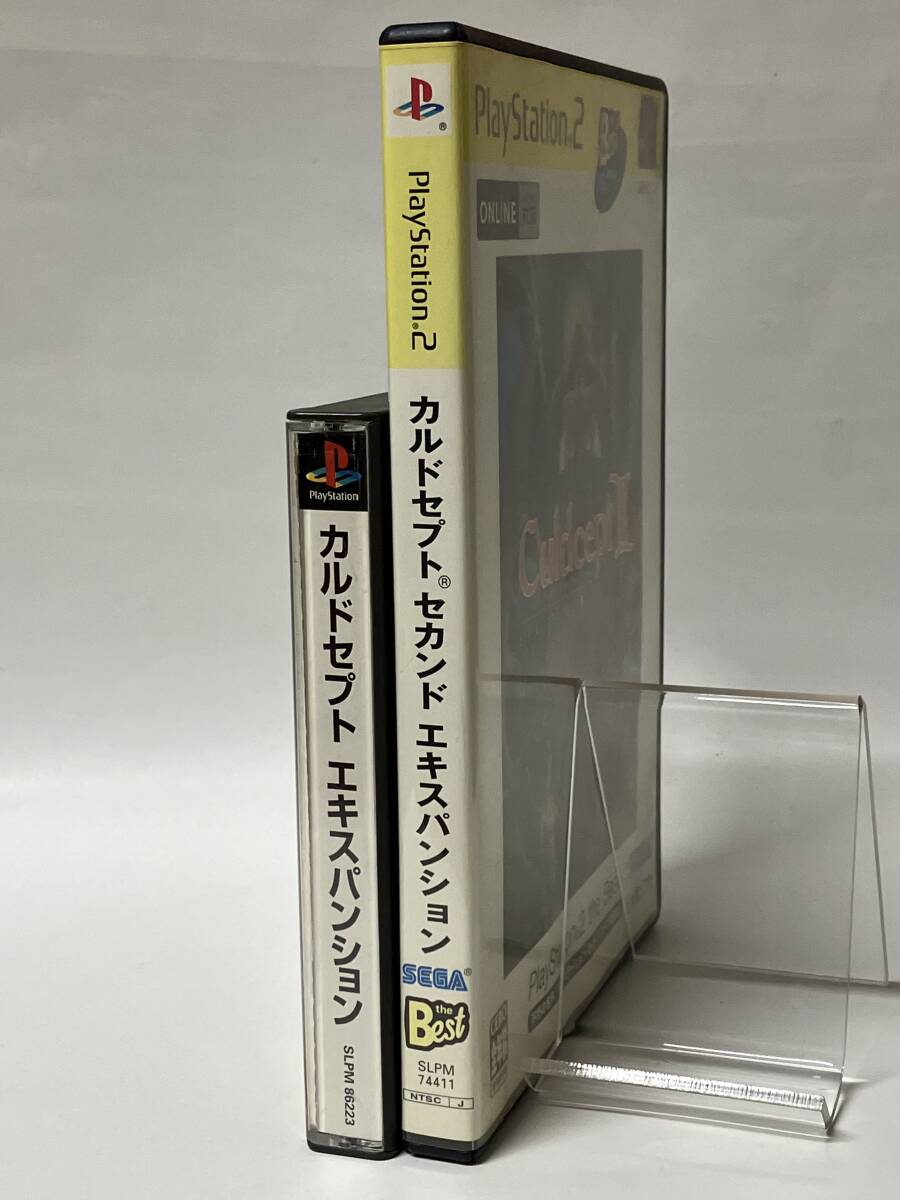 PlayStation
カルドセプト エキスパンション
SLPM 86223
PlayStation®2
カルドセプト® セカンド エキスパンション
SEGA®
the
Best
SLPM
74411
NTSC J
PlayStation®2
ONLINE
Culdcept II